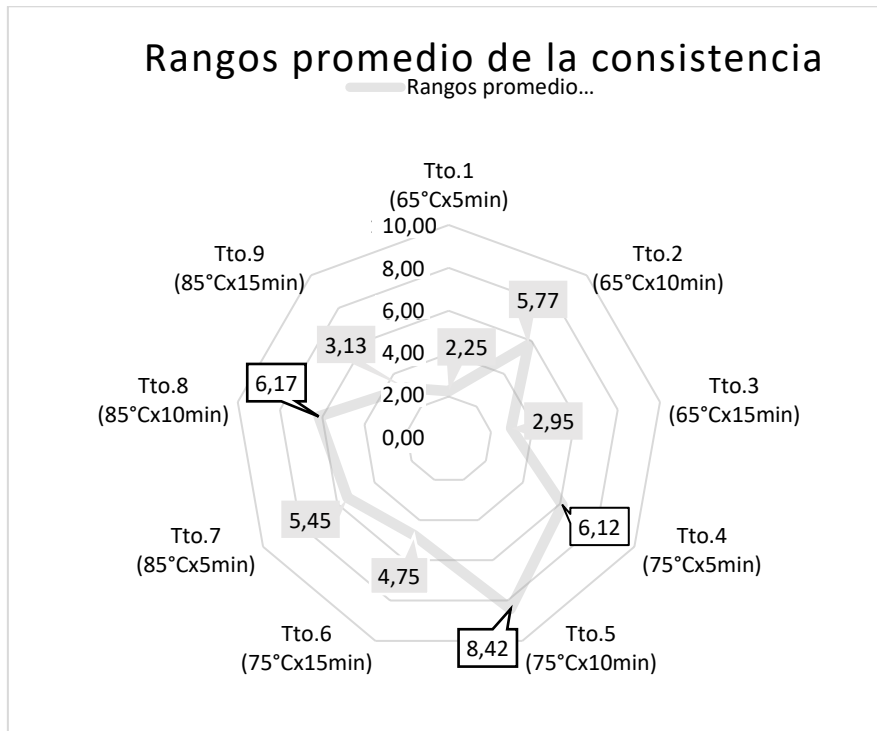 Rangos promedio de la consistencia
Rangos promedio...
Tto.1
(65°Cx5min)
Tto.2
(65°Cx10min)
Tto.3
(65°Cx15min)
Tto.4
(75°Cx5min)
Tto.5
(75°Cx10min)
Tto.6
(75°Cx15min)
Tto.7
(85°Cx5min)
Tto.8
(85°Cx10min)
Tto.9
(85°Cx15min)
10,00
8,00
6,00
4,00
2,00
0,00
2,25
5,77
2,95
6,12
8,42
4,75
5,45
6,17
3,13